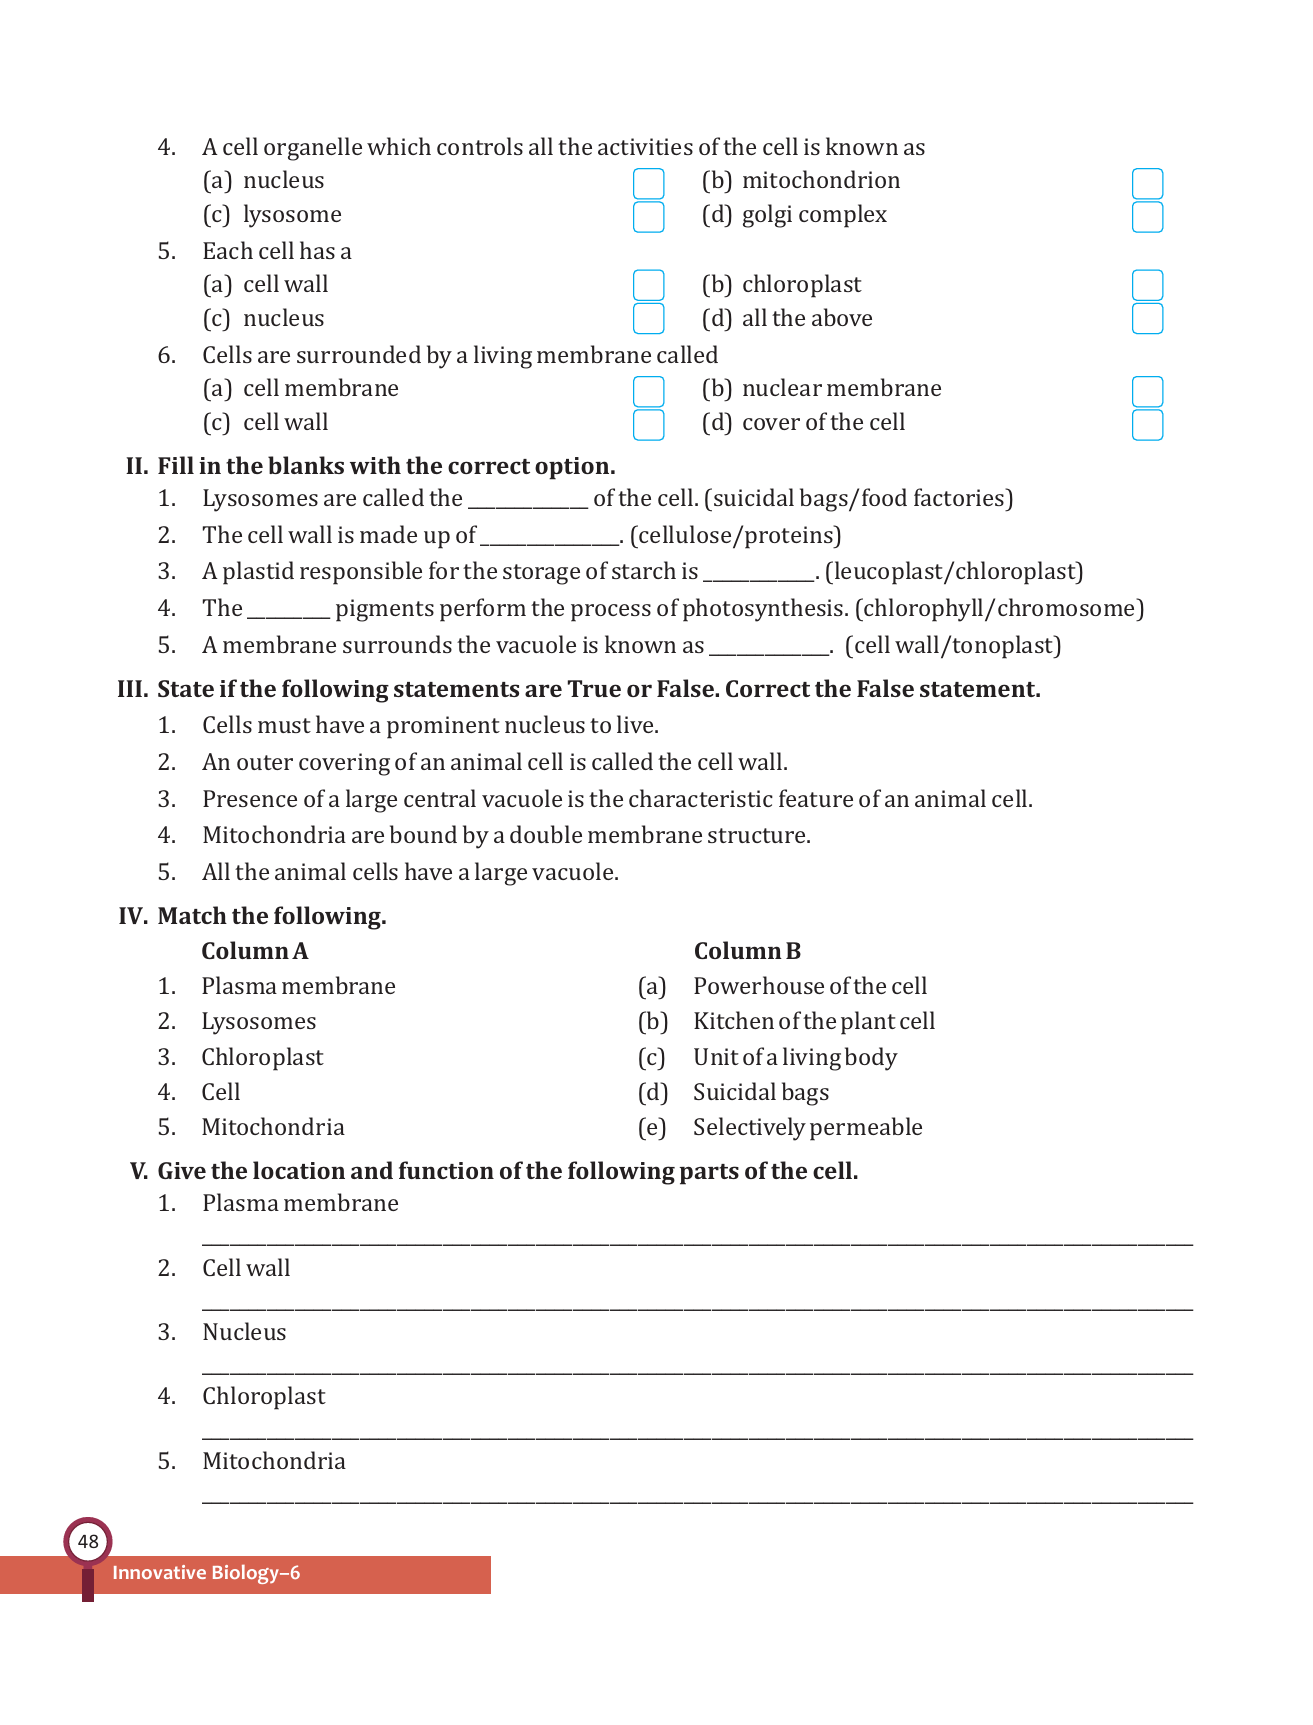 4. A cell organelle which controls all the activities of the cell is known as
(a) nucleus (b) mitochondrion
(c) lysosome (d) golgi complex
5. Each cell has a
(a) cell wall (b) chloroplast
(c) nucleus (d) all the above
6. Cells are surrounded by a living membrane called
(a) cell membrane (b) nuclear membrane
(c) cell wall (d) cover of the cell
II. Fill in the blanks with the correct option.
1. Lysosomes are called the _____________ of the cell. (suicidal bags/food factories)
2. The cell wall is made up of _______________. (cellulose/proteins)
3. A plastid responsible for the storage of starch is ____________. (leucoplast/chloroplast)
4. The _________ pigments perform the process of photosynthesis. (chlorophyll/chromosome)
5. A membrane surrounds the vacuole is known as _____________. (cell wall/tonoplast)
III. State if the following statements are True or False. Correct the False statement.
1. Cells must have a prominent nucleus to live.
2. An outer covering of an animal cell is called the cell wall.
3. Presence of a large central vacuole is the characteristic feature of an animal cell.
4. Mitochondria are bound by a double membrane structure.
5. All the animal cells have a large vacuole.
IV. Match the following.
Column A Column B
1. Plasma membrane (a) Powerhouse of the cell
2. Lysosomes (b) Kitchen of the plant cell
3. Chloroplast (c) Unit of a living body
4. Cell (d) Suicidal bags
5. Mitochondria (e) Selectively permeable
V. Give the location and function of the following parts of the cell.
1. Plasma membrane
2. Cell wall
3. Nucleus
4. Chloroplast
5. Mitochondria
48
Innovative Biology–6